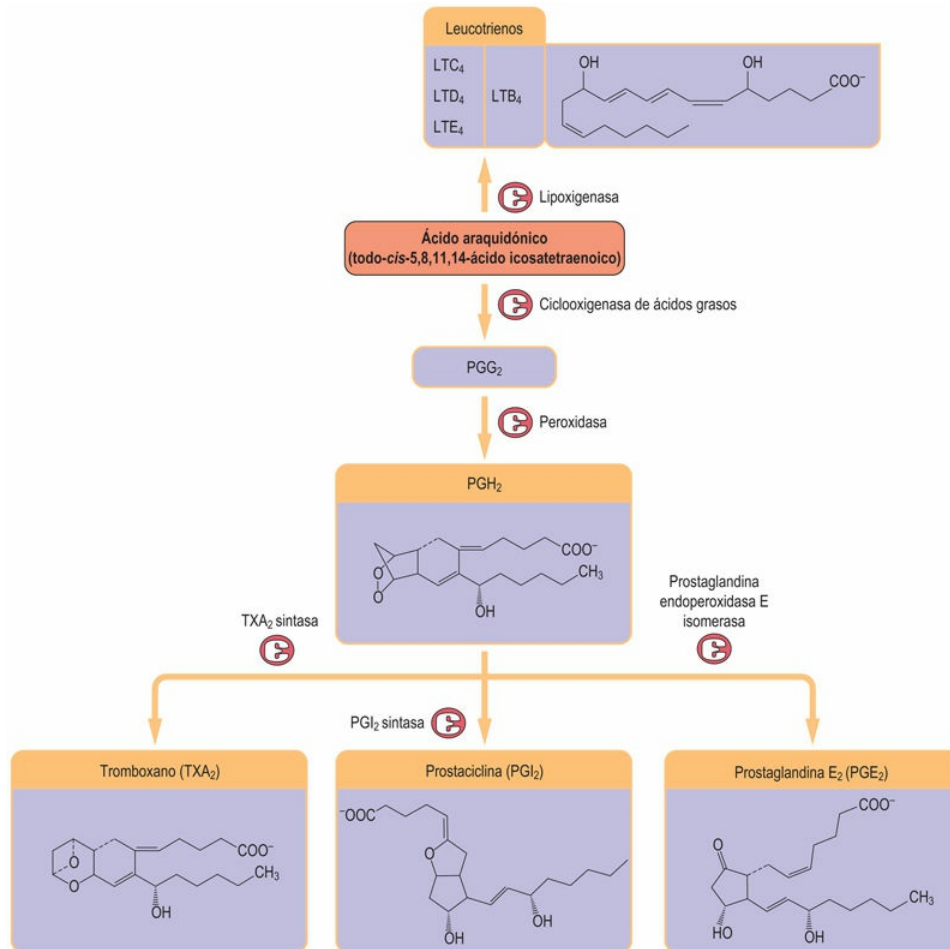 Leucotrienos
LTC₄
LTD₄
LTE₄
LTB₄
OH
OH
COO⁻
Lipoxigenasa
Ácido araquidónico
(todo-cis-5,8,11,14-ácido icosatetraenoico)
Ciclooxigenasa de ácidos grasos
PGG₂
Peroxidasa
PGH₂
COO⁻
CH₃
O
O
OH
TXA₂ sintasa
Prostaglandina
endoperoxidasa E
isomerasa
PGI₂ sintasa
Tromboxano (TXA₂)
O
O
COO⁻
CH₃
OH
Prostaciclina (PGI₂)
⁻OOC
O
OH
OH
Prostaglandina E₂ (PGE₂)
COO⁻
O
CH₃
HO
OH